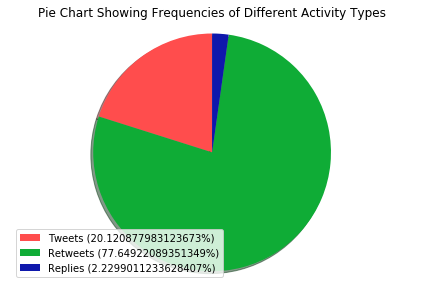 Pie Chart Showing Frequencies of Different Activity Types
Tweets (20.120877983123673%)
Retweets (77.64922089351349%)
Replies (2.2299011233628407%)